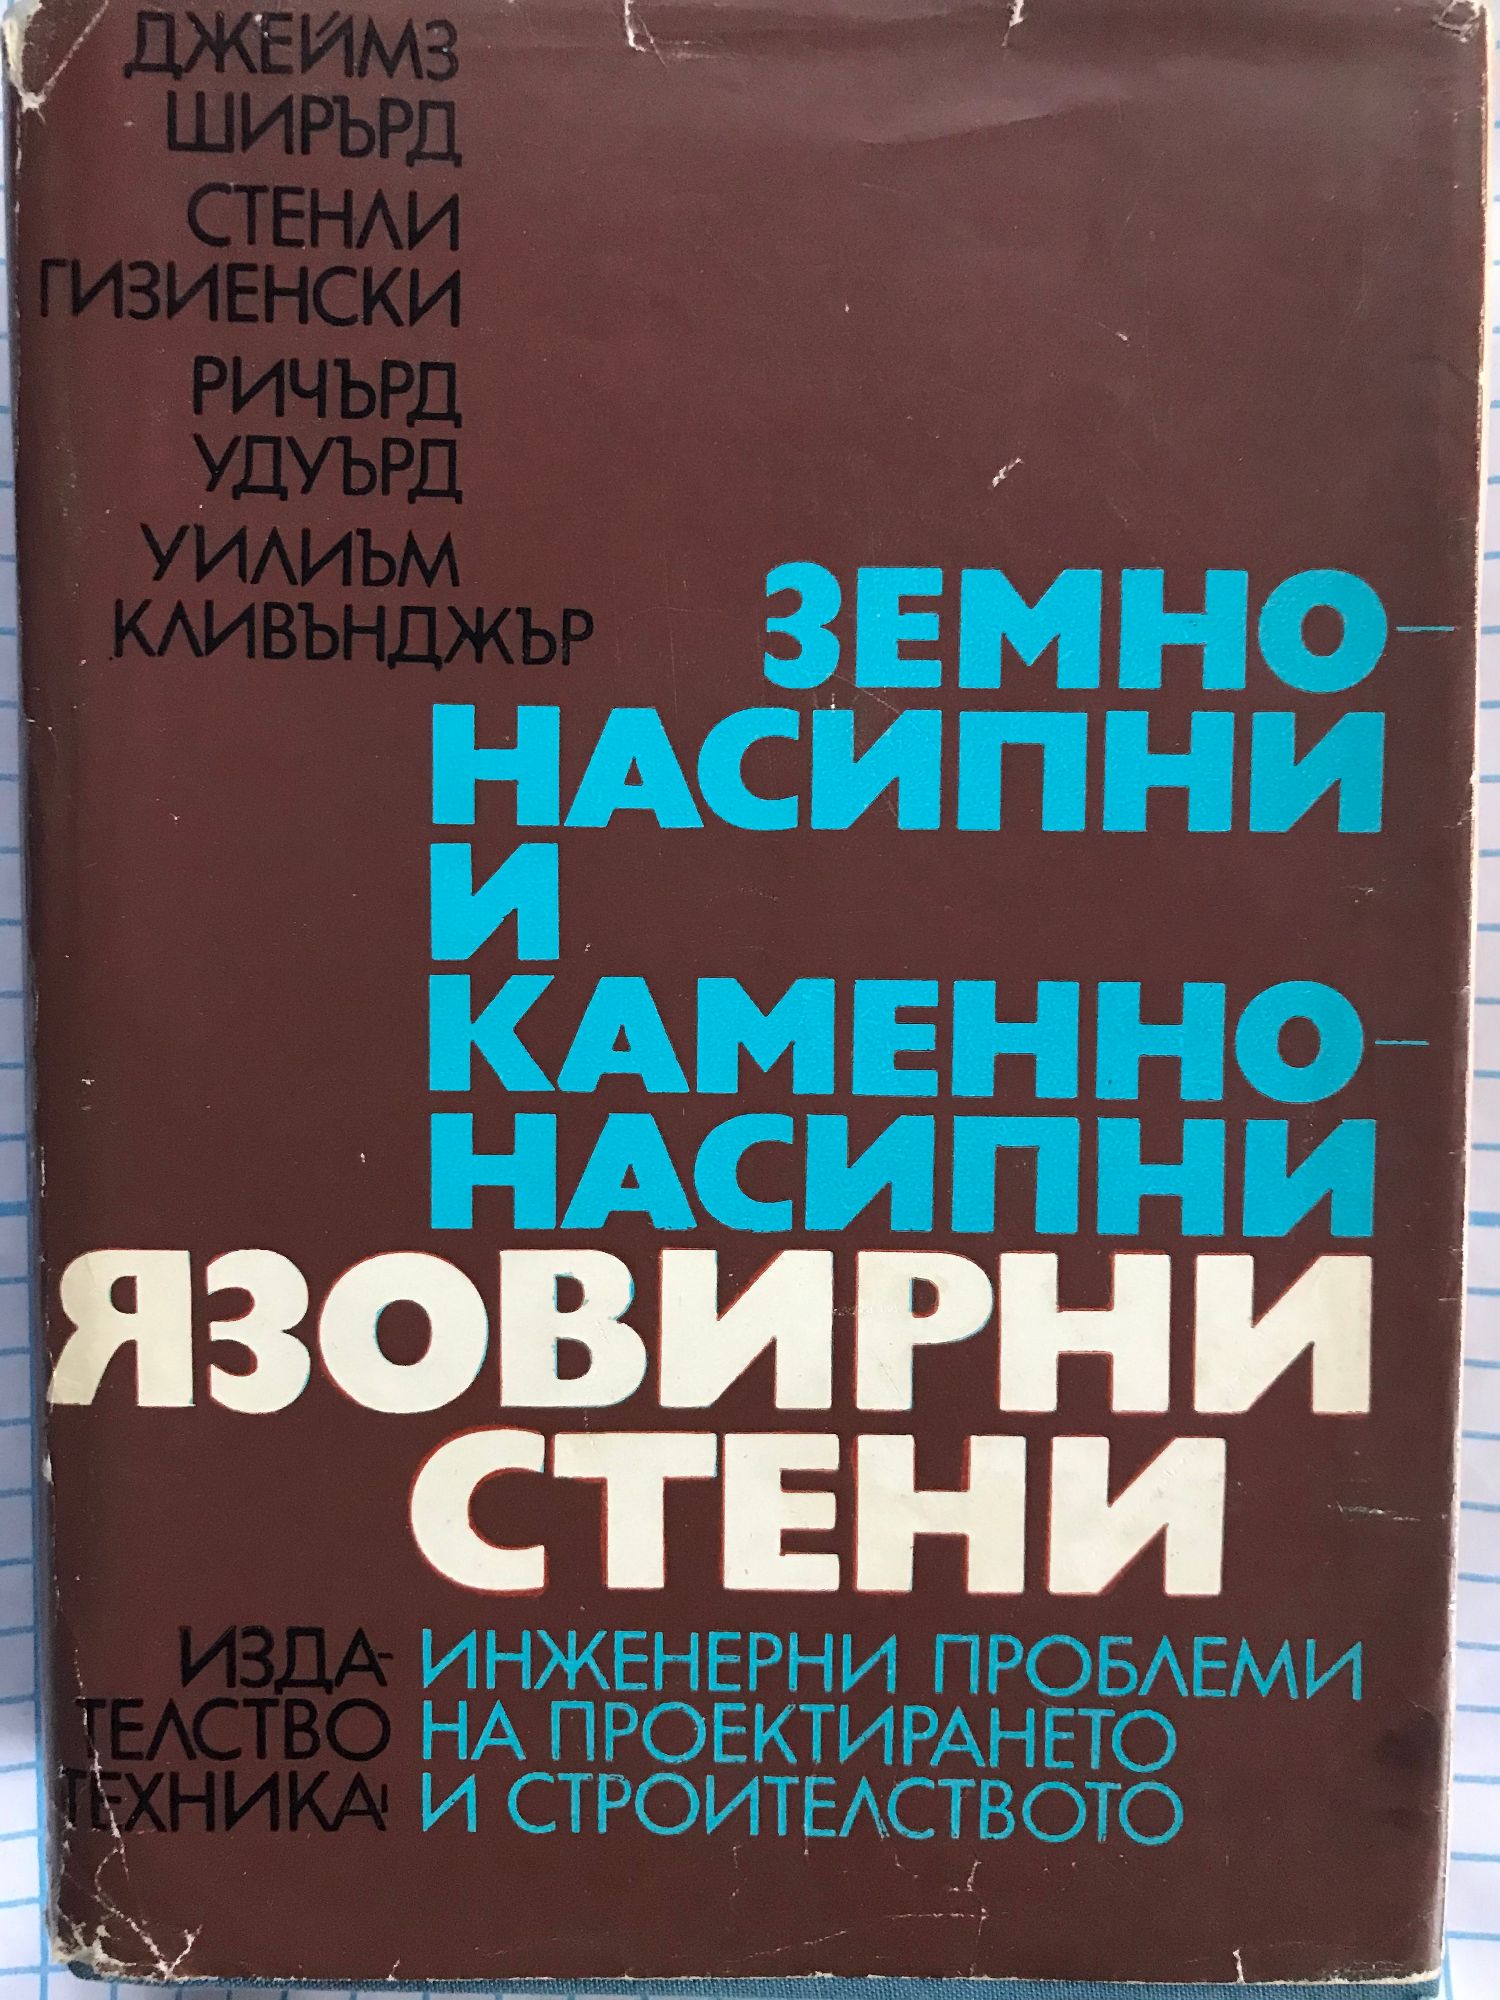 ДЖЕЙМЗ
ШИРЪРД
СТЕНЛИ
ГИЗИЕНСКИ
РИЧЪРД
УДУЪРД
УИЛИЪМ
КЛИВЪНДЖЪР
ЗЕМНО-
НАСИПНИ
И
КАМЕННО-
НАСИПНИ
ЯЗОВИРНИ
СТЕНИ
ИЗДА-
ТЕЛСТВО
ТЕХНИКА
ИНЖЕНЕРНИ ПРОБЛЕМИ
НА ПРОЕКТИРАНЕТО
И СТРОИТЕЛСТВОТО